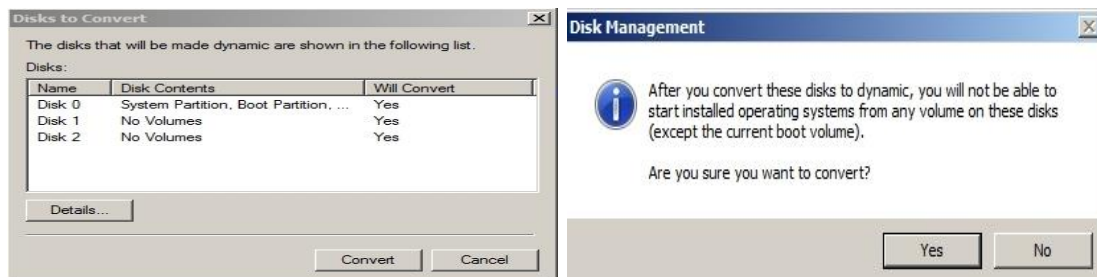 Disks to Convert
The disks that will be made dynamic are shown in the following list.
Disks:
Name Disk Contents Will Convert
Disk 0 System Partition, Boot Partition, ... Yes
Disk 1 No Volumes Yes
Disk 2 No Volumes Yes
Details...
Convert Cancel
Disk Management
After you convert these disks to dynamic, you will not be able to
start installed operating systems from any volume on these disks
(except the current boot volume).
Are you sure you want to convert?
Yes No